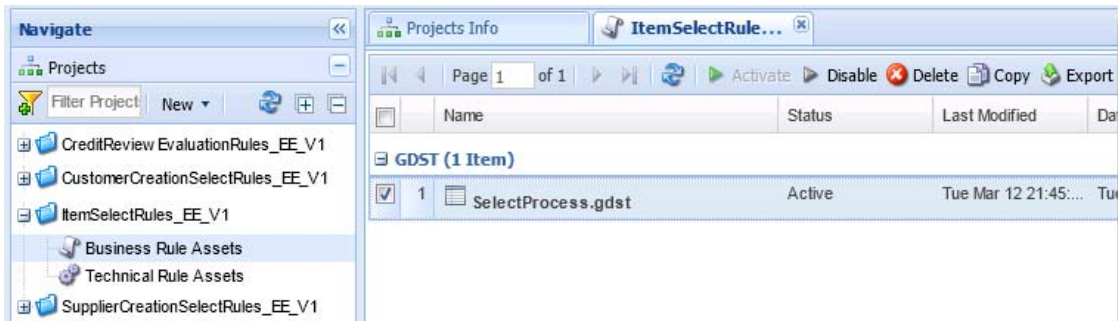 Navigate
Projects
Filter Project New
CreditReview EvaluationRules_EE_V1
CustomerCreationSelectRules_EE_V1
ItemSelectRules_EE_V1
Business Rule Assets
Technical Rule Assets
SupplierCreationSelectRules_EE_V1
Projects Info ItemSelectRule...
Page 1 of 1 Activate Disable Delete Copy Export
Name Status Last Modified Da
GDST (1 Item)
1 SelectProcess.gdst Active Tue Mar 12 21:45:... Tue